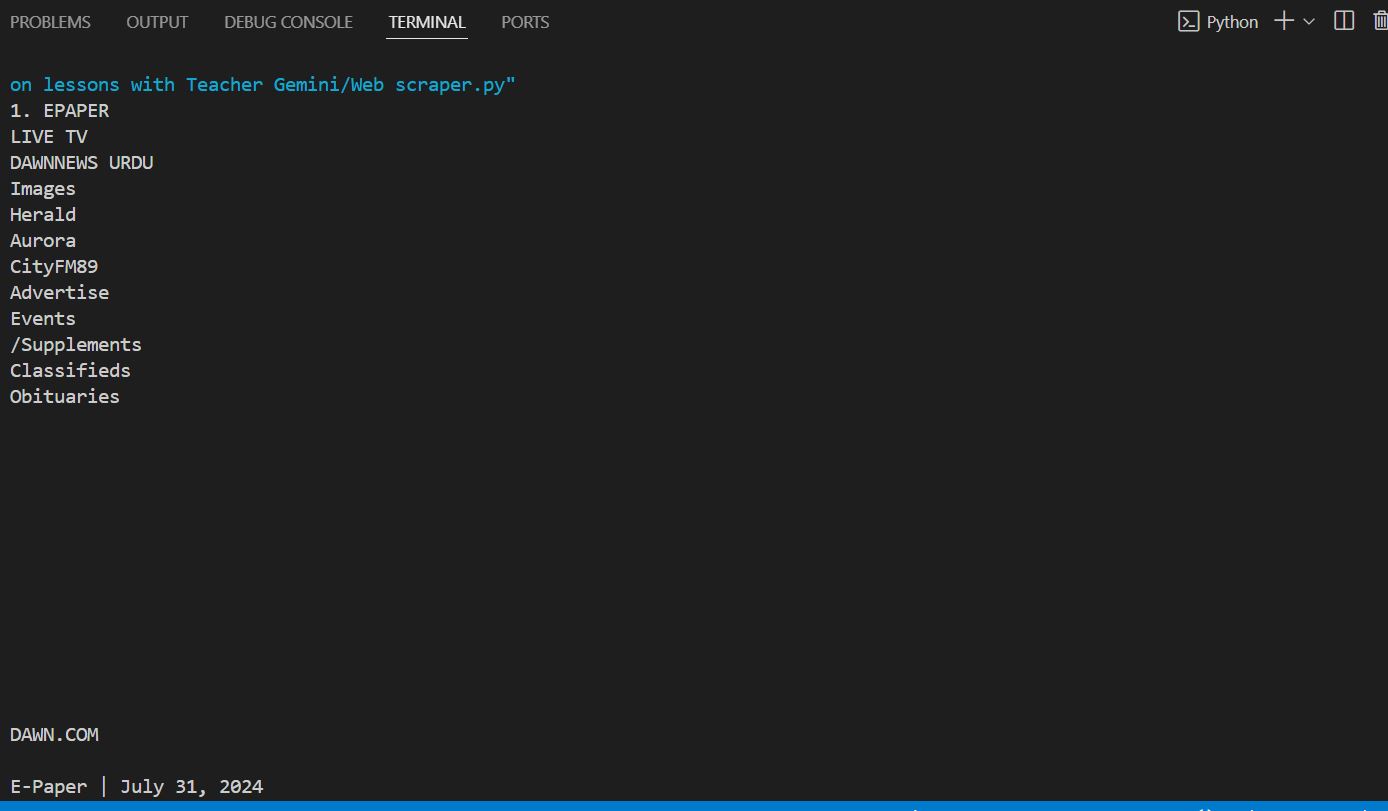 PROBLEMS OUTPUT DEBUG CONSOLE TERMINAL PORTS Python
on lessons with Teacher Gemini/Web scraper.py"
1. EPAPER
LIVE TV
DAWNNEWS URDU
Images
Herald
Aurora
CityFM89
Advertise
Events
/Supplements
Classifieds
Obituaries
DAWN.COM
E-Paper | July 31, 2024